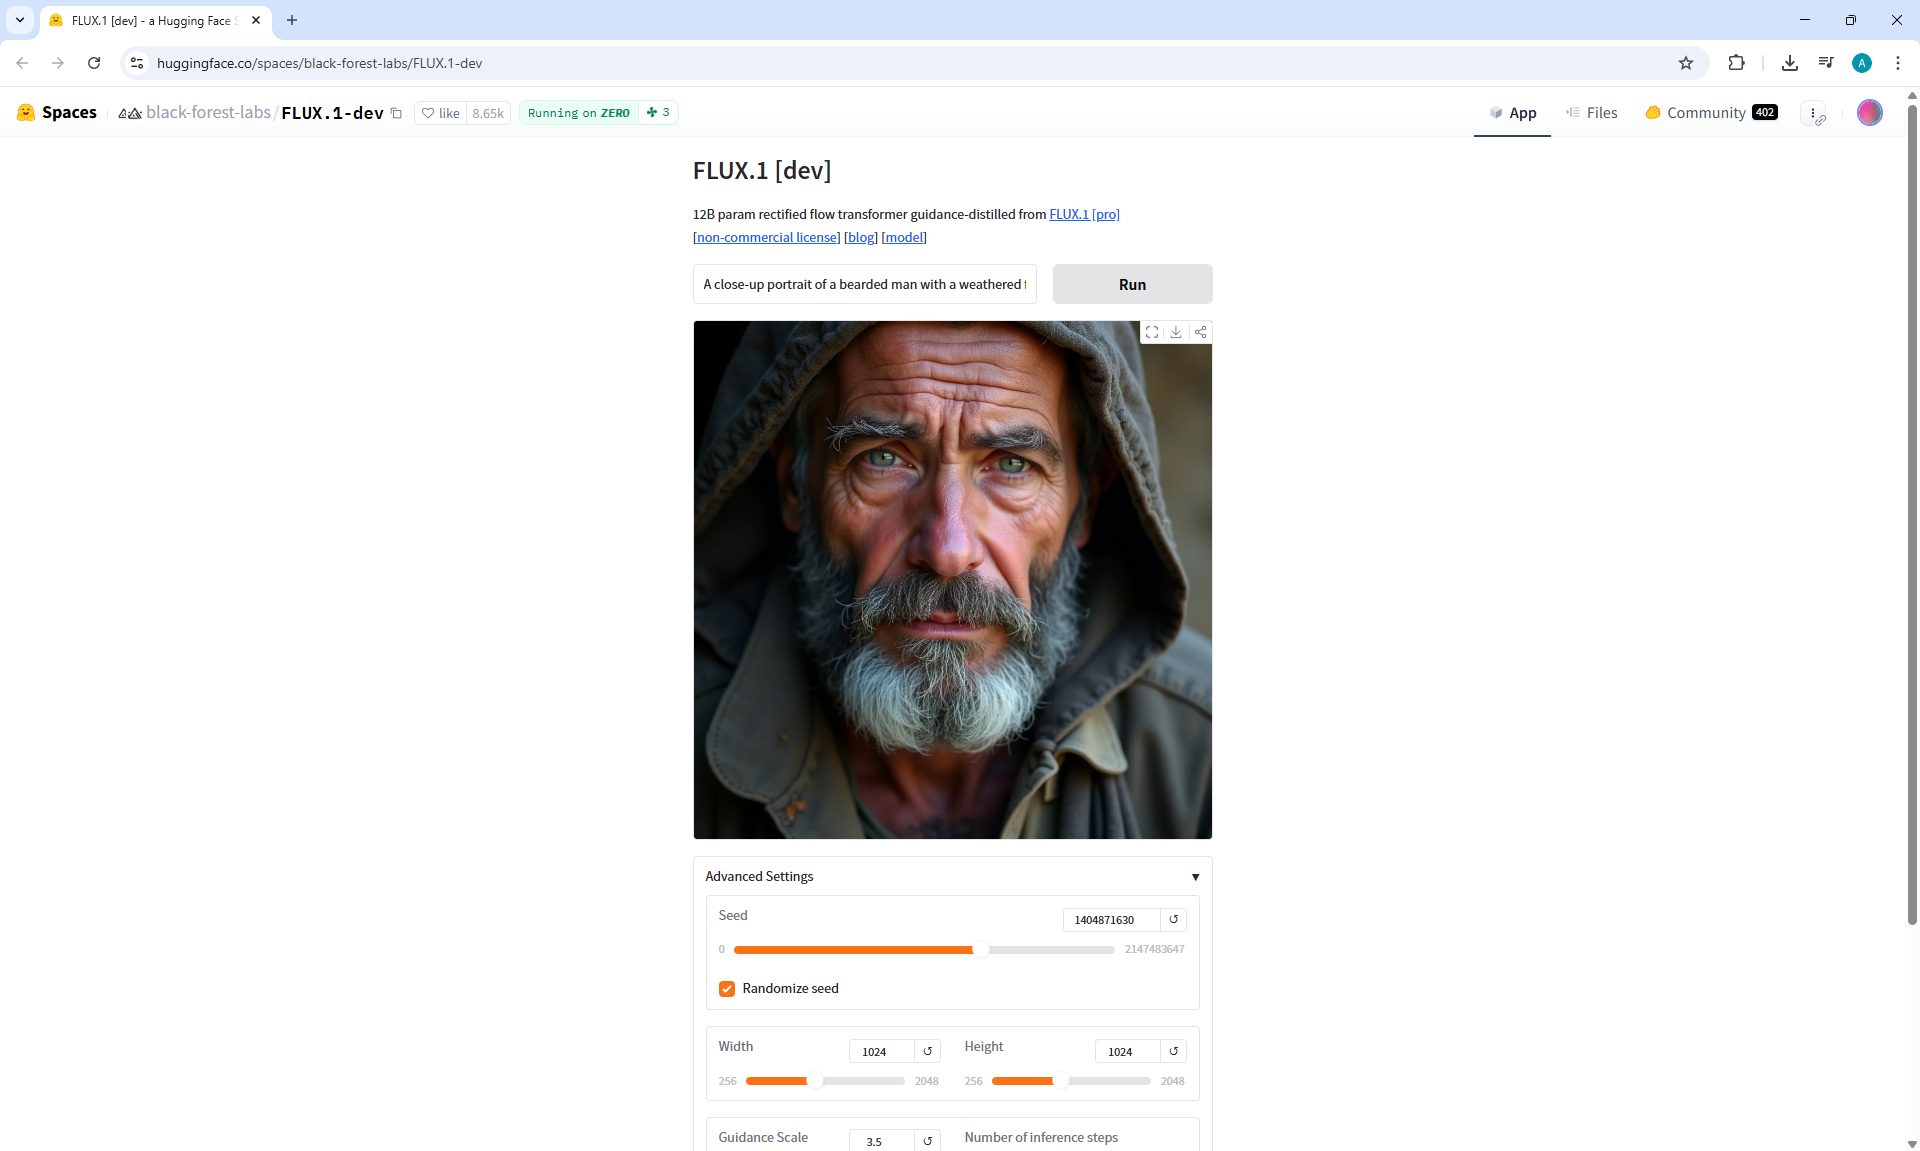 FLUX.1 [dev] - a Hugging Face S
huggingface.co/spaces/black-forest-labs/FLUX.1-dev
A
Spaces
black-forest-labs/FLUX.1-dev
like 8.65k
Running on ZERO 3
App
Files
Community 402
FLUX.1 [dev]
12B param rectified flow transformer guidance-distilled from FLUX.1 [pro]
[non-commercial license] [blog] [model]
A close-up portrait of a bearded man with a weathered
Run
Advanced Settings
Seed
1404871630
0
2147483647
Randomize seed
Width
1024
256
2048
Height
1024
256
2048
Guidance Scale
3.5
Number of inference steps